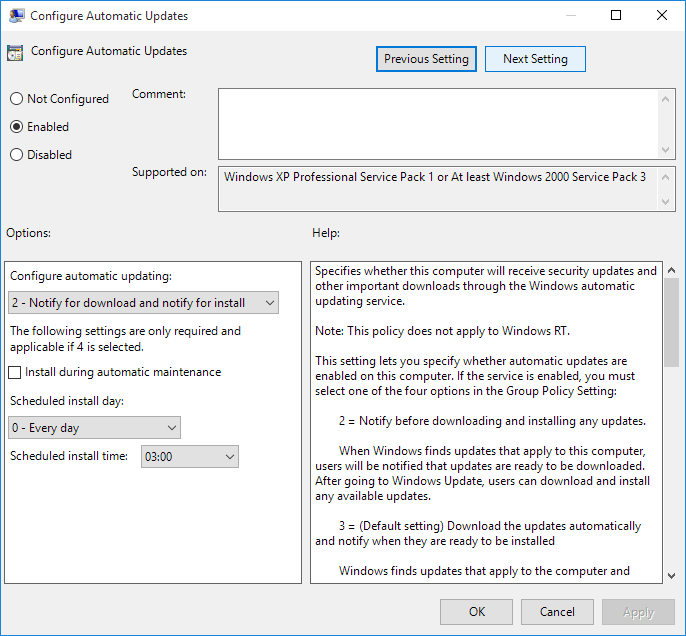 Configure Automatic Updates
Configure Automatic Updates
Previous Setting
Next Setting
Not Configured
Enabled
Disabled
Comment:
Supported on:
Windows XP Professional Service Pack 1 or At least Windows 2000 Service Pack 3
Options:
Help:
Configure automatic updating:
2 - Notify for download and notify for install
The following settings are only required and
applicable if 4 is selected.
Install during automatic maintenance
Scheduled install day:
0 - Every day
Scheduled install time:
03:00
Specifies whether this computer will receive security updates and
other important downloads through the Windows automatic
updating service.
Note: This policy does not apply to Windows RT.
This setting lets you specify whether automatic updates are
enabled on this computer. If the service is enabled, you must
select one of the four options in the Group Policy Setting:
2 = Notify before downloading and installing any updates.
When Windows finds updates that apply to this computer,
users will be notified that updates are ready to be downloaded.
After going to Windows Update, users can download and install
any available updates.
3 = (Default setting) Download the updates automatically
and notify when they are ready to be installed
Windows finds updates that apply to the computer and
OK
Cancel
Apply